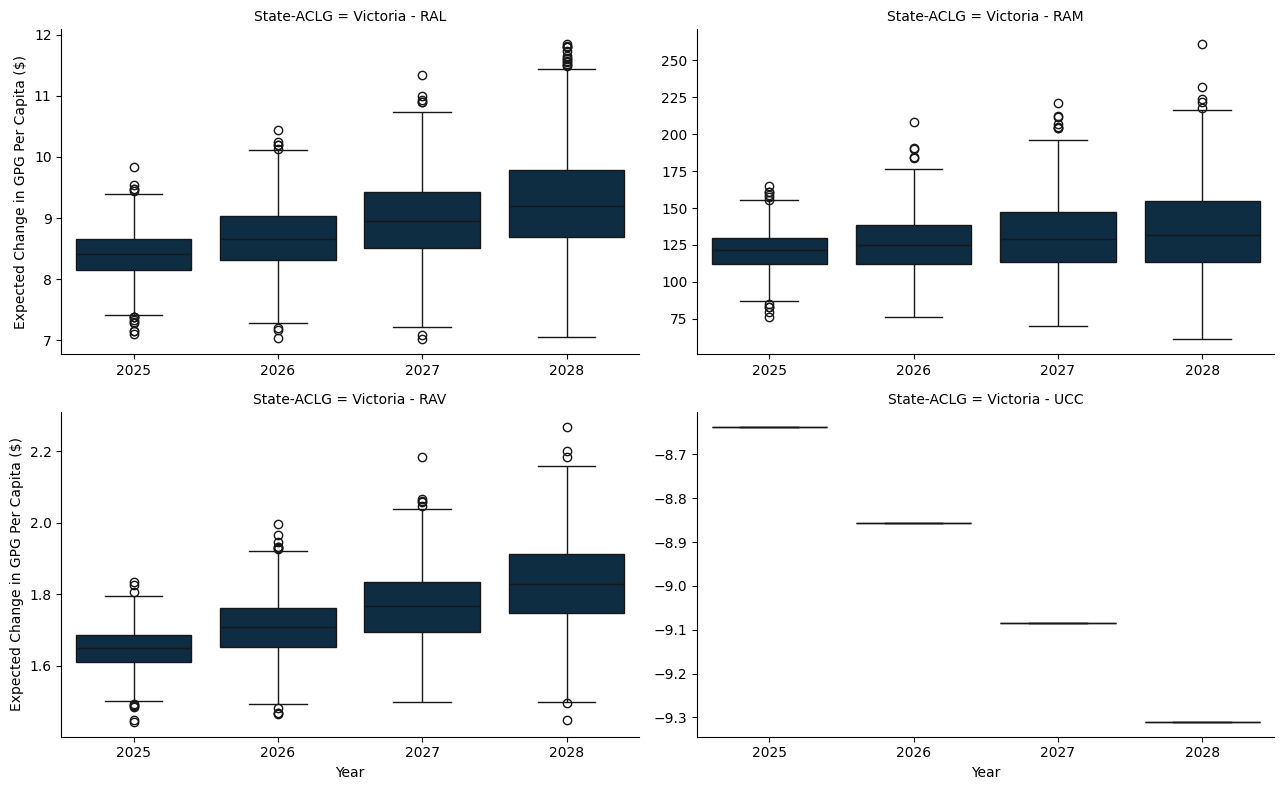 State-ACLG = Victoria - RAL
Expected Change in GPG Per Capita ($)
12
11
10
9
8
7
2025 2026 2027 2028
State-ACLG = Victoria - RAM
250
225
200
175
150
125
100
75
2025 2026 2027 2028
State-ACLG = Victoria - RAV
Expected Change in GPG Per Capita ($)
2.2
2.0
1.8
1.6
2025 2026 2027 2028
Year
State-ACLG = Victoria - UCC
−8.7
−8.8
−8.9
−9.0
−9.1
−9.2
−9.3
2025 2026 2027 2028
Year